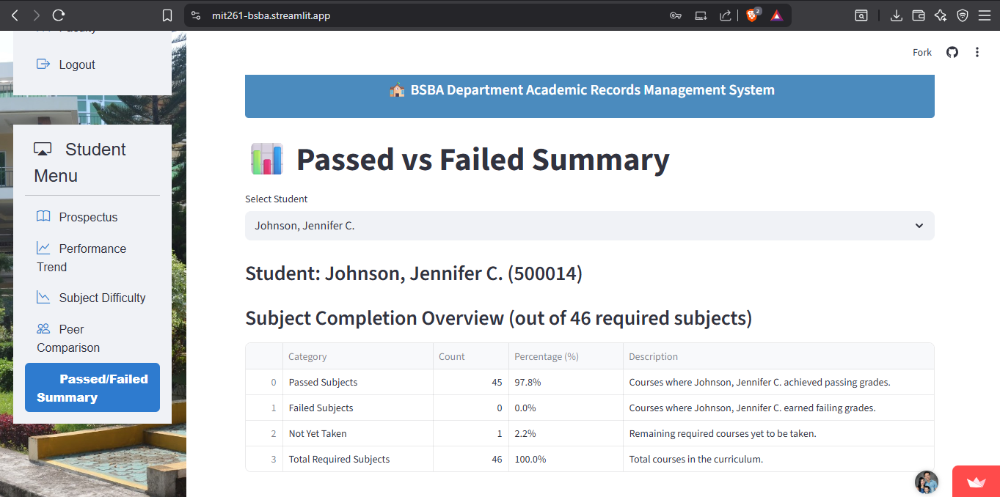 mit261-bsba.streamlit.app
2
Logout
Student
Menu
Prospectus
Performance
Trend
Subject Difficulty
Peer
Comparison
Passed/Failed
Summary
Fork
BSBA Department Academic Records Management System
Passed vs Failed Summary
Select Student
Johnson, Jennifer C.
Student: Johnson, Jennifer C. (500014)
Subject Completion Overview (out of 46 required subjects)
Category Count Percentage (%) Description
0 Passed Subjects 45 97.8% Courses where Johnson, Jennifer C. achieved passing grades.
1 Failed Subjects 0 0.0% Courses where Johnson, Jennifer C. earned failing grades.
2 Not Yet Taken 1 2.2% Remaining required courses yet to be taken.
3 Total Required Subjects 46 100.0% Total courses in the curriculum.